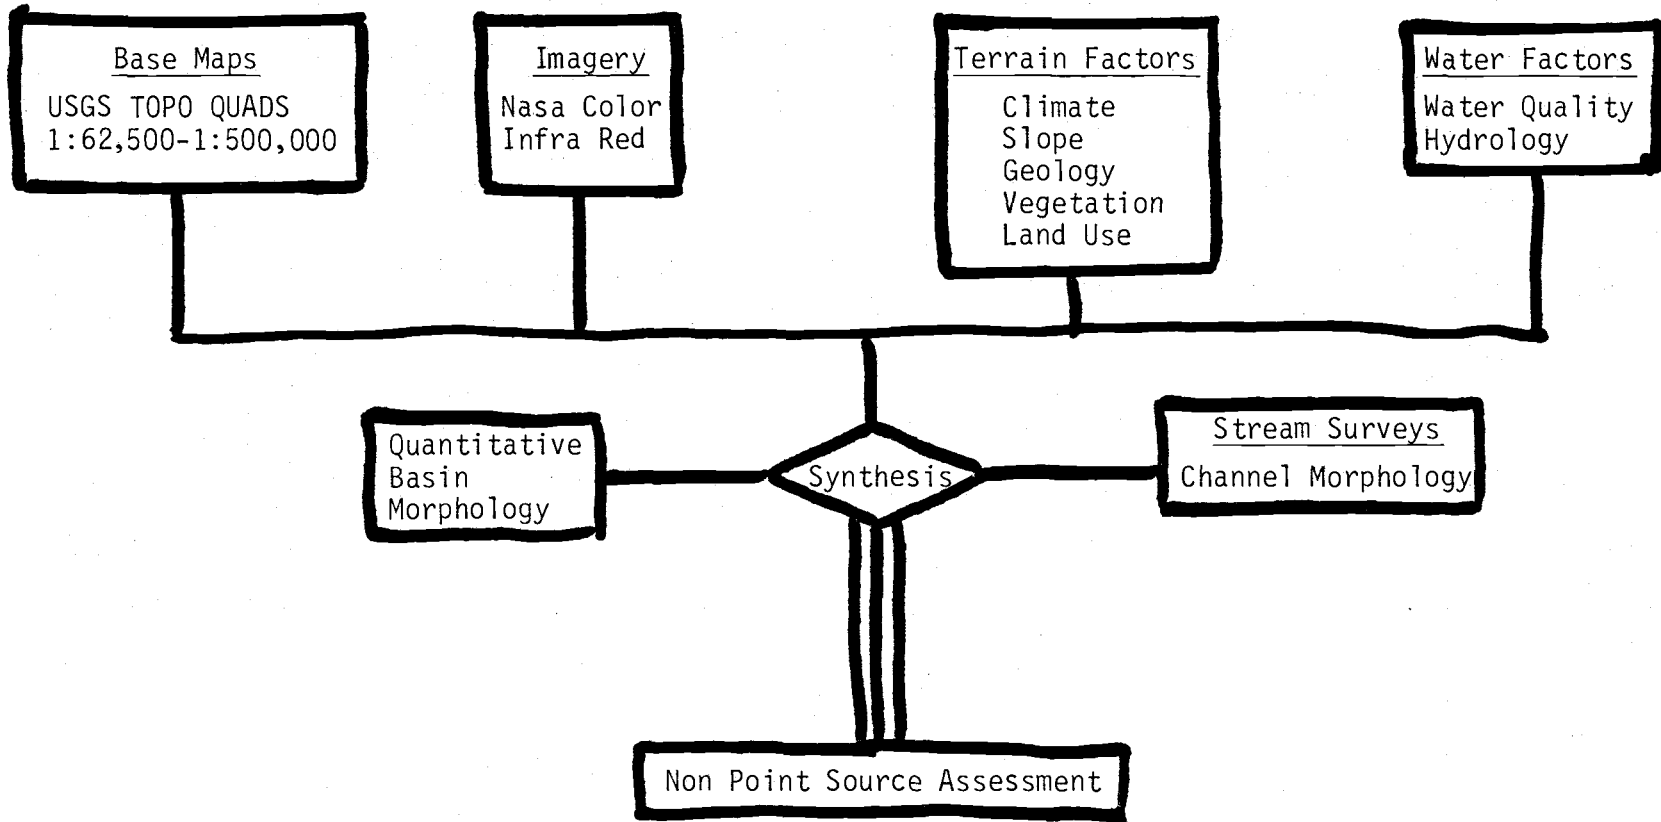 Base Maps
USGS TOPO QUADS
1:62,500-1:500,000
Imagery
Nasa Color
Infra Red
Terrain Factors
Climate
Slope
Geology
Vegetation
Land Use
Water Factors
Water Quality
Hydrology
Quantitative
Basin
Morphology
Synthesis
Stream Surveys
Channel Morphology
Non Point Source Assessment